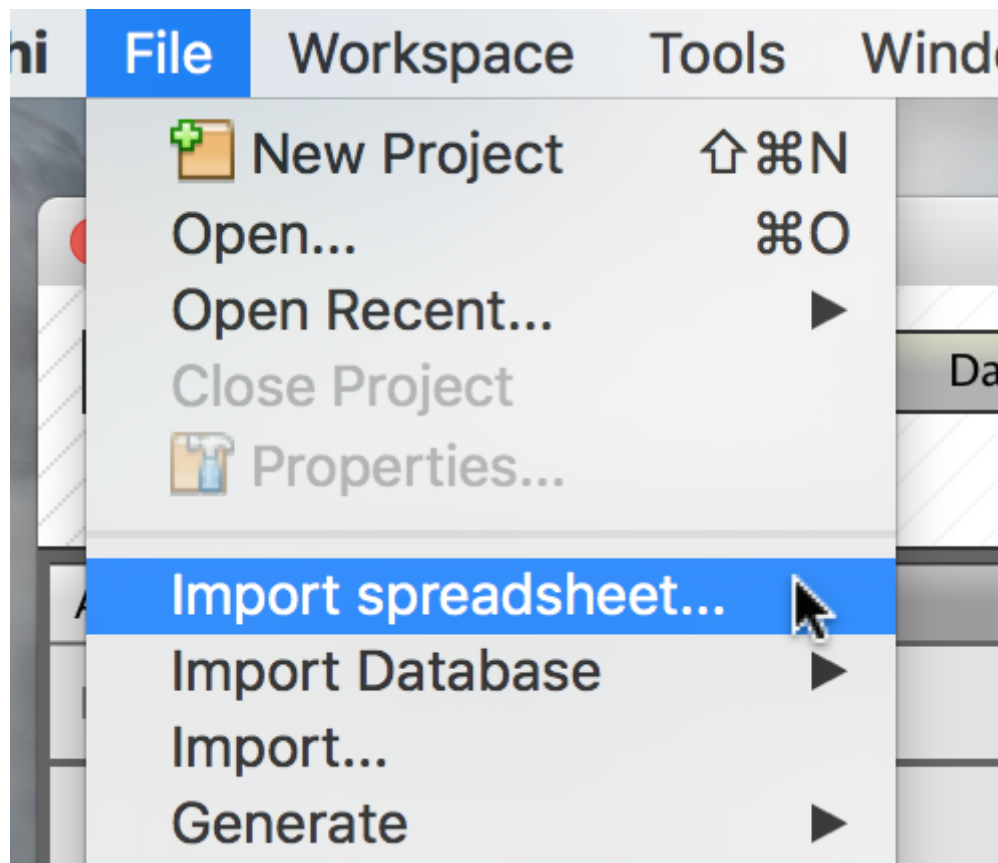 hi File Workspace Tools Wind
New Project ⇧⌘N
Open... ⌘O
Open Recent...
Close Project
Da
Properties...
Import spreadsheet...
Import Database
Import...
Generate